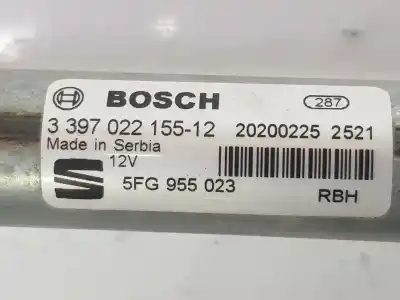 BOSCH 287
3 397 022 155-12 20200225 2521
Made in Serbia
12V
5FG 955 023
RBH